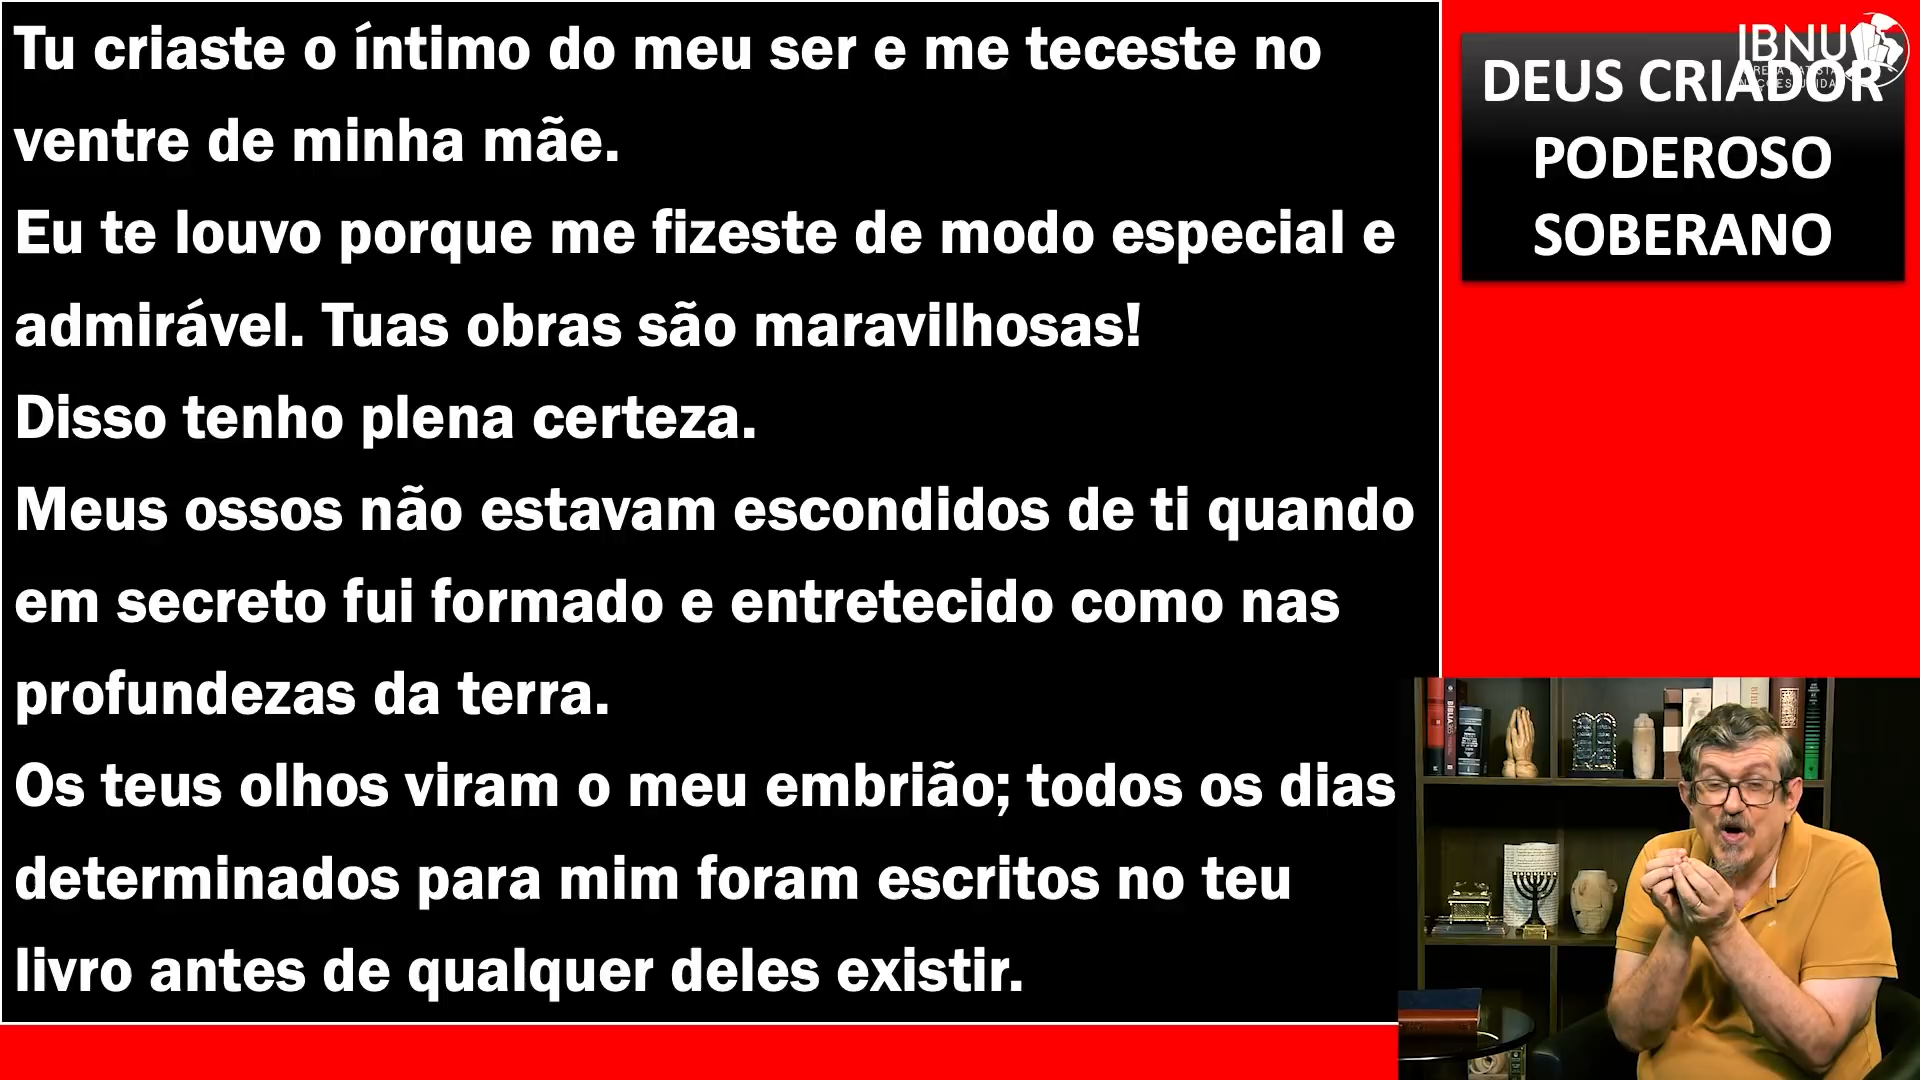 Tu criaste o íntimo do meu ser e me teceste no
ventre de minha mãe.
Eu te louvo porque me fizeste de modo especial e
admirável. Tuas obras são maravilhosas!
Disso tenho plena certeza.
Meus ossos não estavam escondidos de ti quando
em secreto fui formado e entretecido como nas
profundezas da terra.
Os teus olhos viram o meu embrião; todos os dias
determinados para mim foram escritos no teu
livro antes de qualquer deles existir.
IBNU
DEUS CRIADOR
PODEROSO
SOBERANO
BÍBLIA